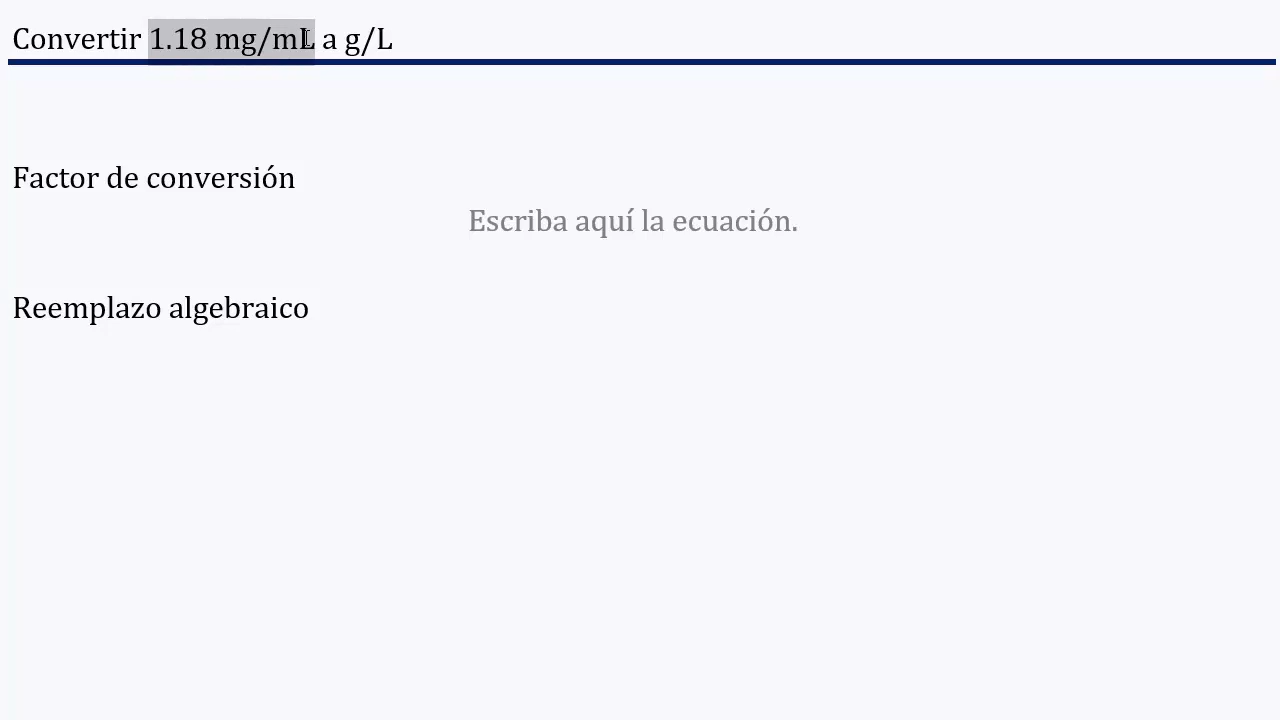 Convertir 1.18 mg/mL a g/L
Factor de conversión
Escriba aquí la ecuación.
Reemplazo algebraico